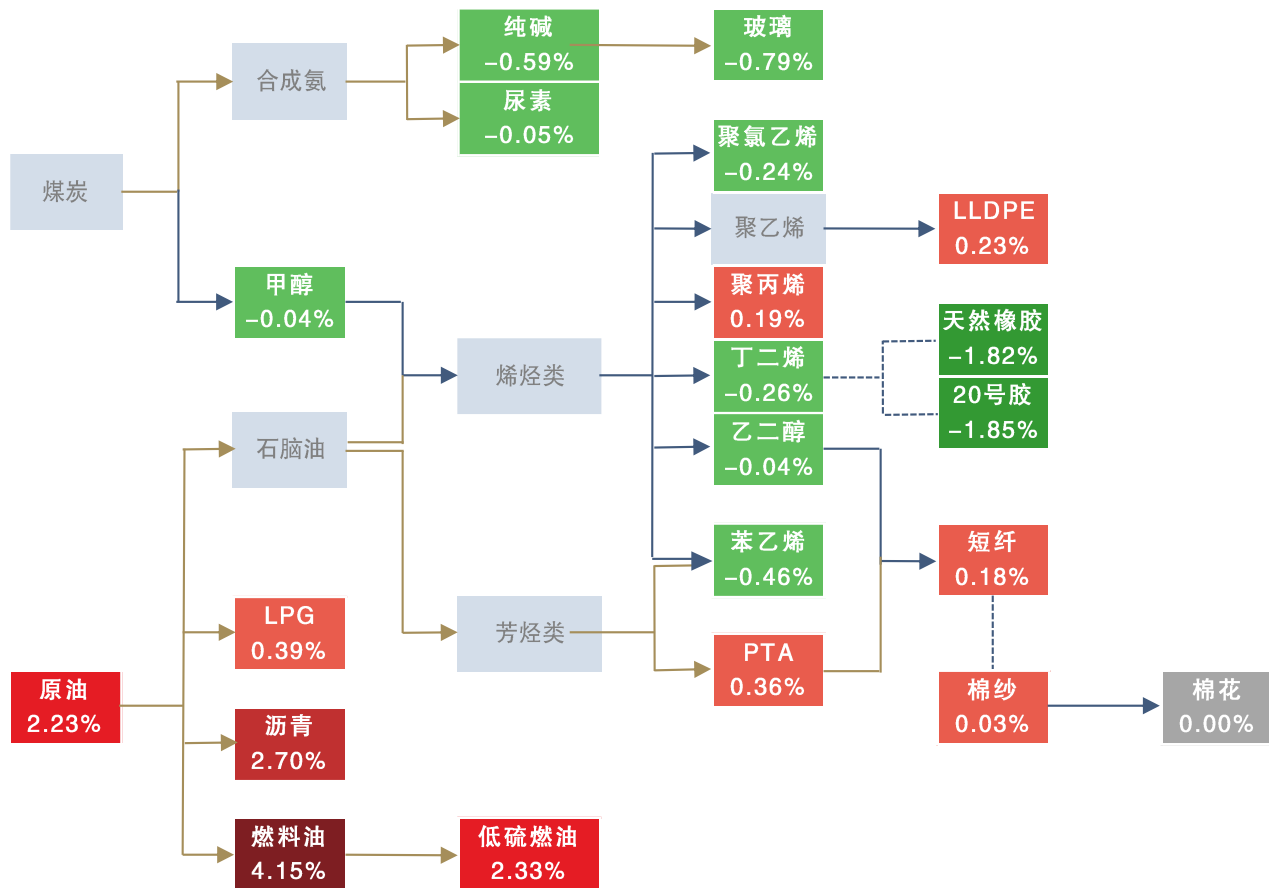 纯碱
-0.59%
玻璃
-0.79%
合成氨
尿素
-0.05%
煤炭
聚氯乙烯
-0.24%
聚乙烯
LLDPE
0.23%
甲醇
-0.04%
聚丙烯
0.19%
天然橡胶
-1.82%
烯烃类
丁二烯
-0.26%
20号胶
-1.85%
石脑油
乙二醇
-0.04%
苯乙烯
-0.46%
短纤
0.18%
LPG
0.39%
芳烃类
PTA
0.36%
原油
2.23%
棉纱
0.03%
棉花
0.00%
沥青
2.70%
燃料油
4.15%
低硫燃油
2.33%